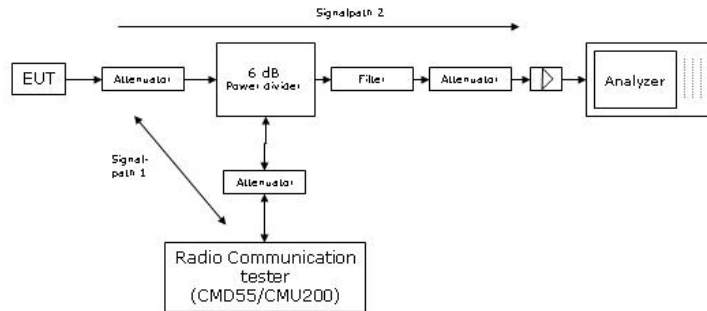 Signalpath 2
EUT
Attenuator
6 dB
Power divider
Filter
Attenuator
Analyzer
Signal-
path 1
Attenuator
Radio Communication
tester
(CMD55/CMU200)